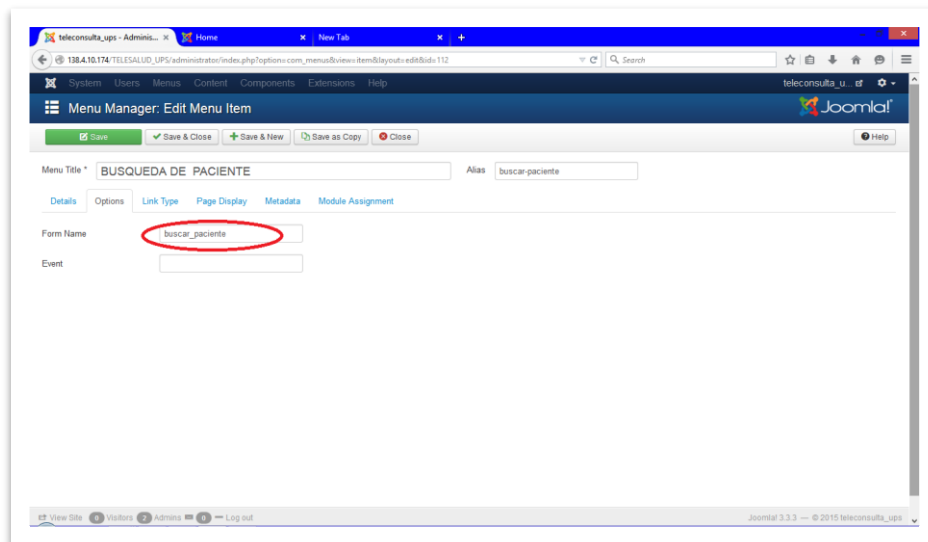 teleconsulta_ups - Adminis... × Home × New Tab × +
138.4.10.174/TELESALUD_UPS/administrator/index.php?option=com_menus&view=item&layout=edit&id=112 Search
System Users Menus Content Components Extensions Help teleconsulta_u...
Menu Manager: Edit Menu Item Joomla!
Save Save & Close Save & New Save as Copy Close Help
Menu Title * BUSQUEDA DE PACIENTE Alias buscar-paciente
Details Options Link Type Page Display Metadata Module Assignment
Form Name buscar_paciente
Event
View Site 0 Visitors 2 Admins 0 Log out Joomla! 3.3.3 — © 2015 teleconsulta_ups